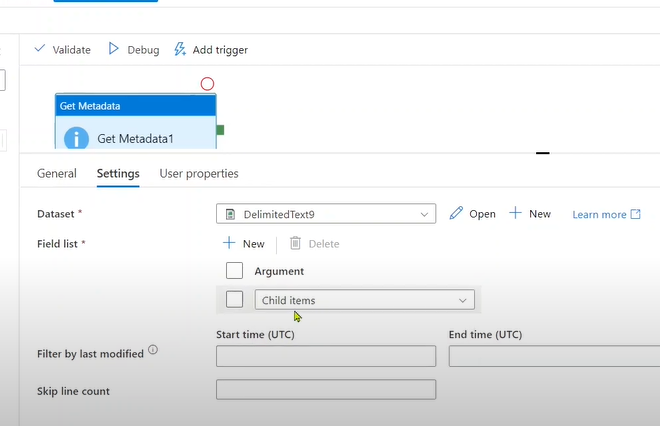 Validate Debug Add trigger
Get Metadata
Get Metadata1
General Settings User properties
Dataset * DelimitedText9 Open New Learn more
Field list * New Delete
Argument
Child items
Start time (UTC) End time (UTC)
Filter by last modified
Skip line count